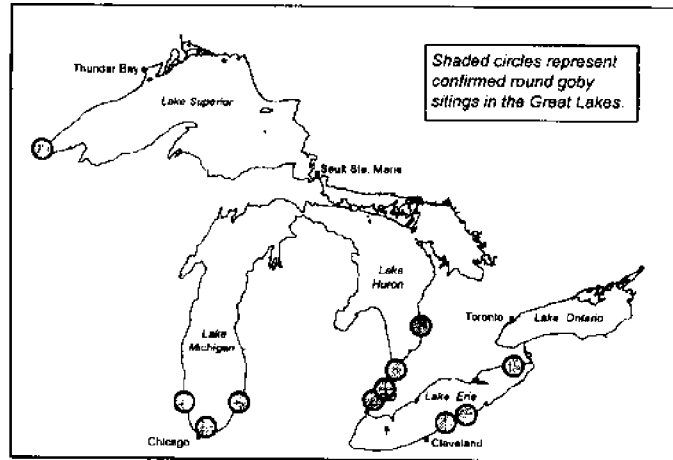 Shaded circles represent
confirmed round goby
sitings in the Great Lakes.
Thunder Bay
Lake Superior
Sault Ste. Marie
Lake
Huron
Toronto
Lake Ontario
Lake
Michigan
Lake Erie
Chicago
Cleveland